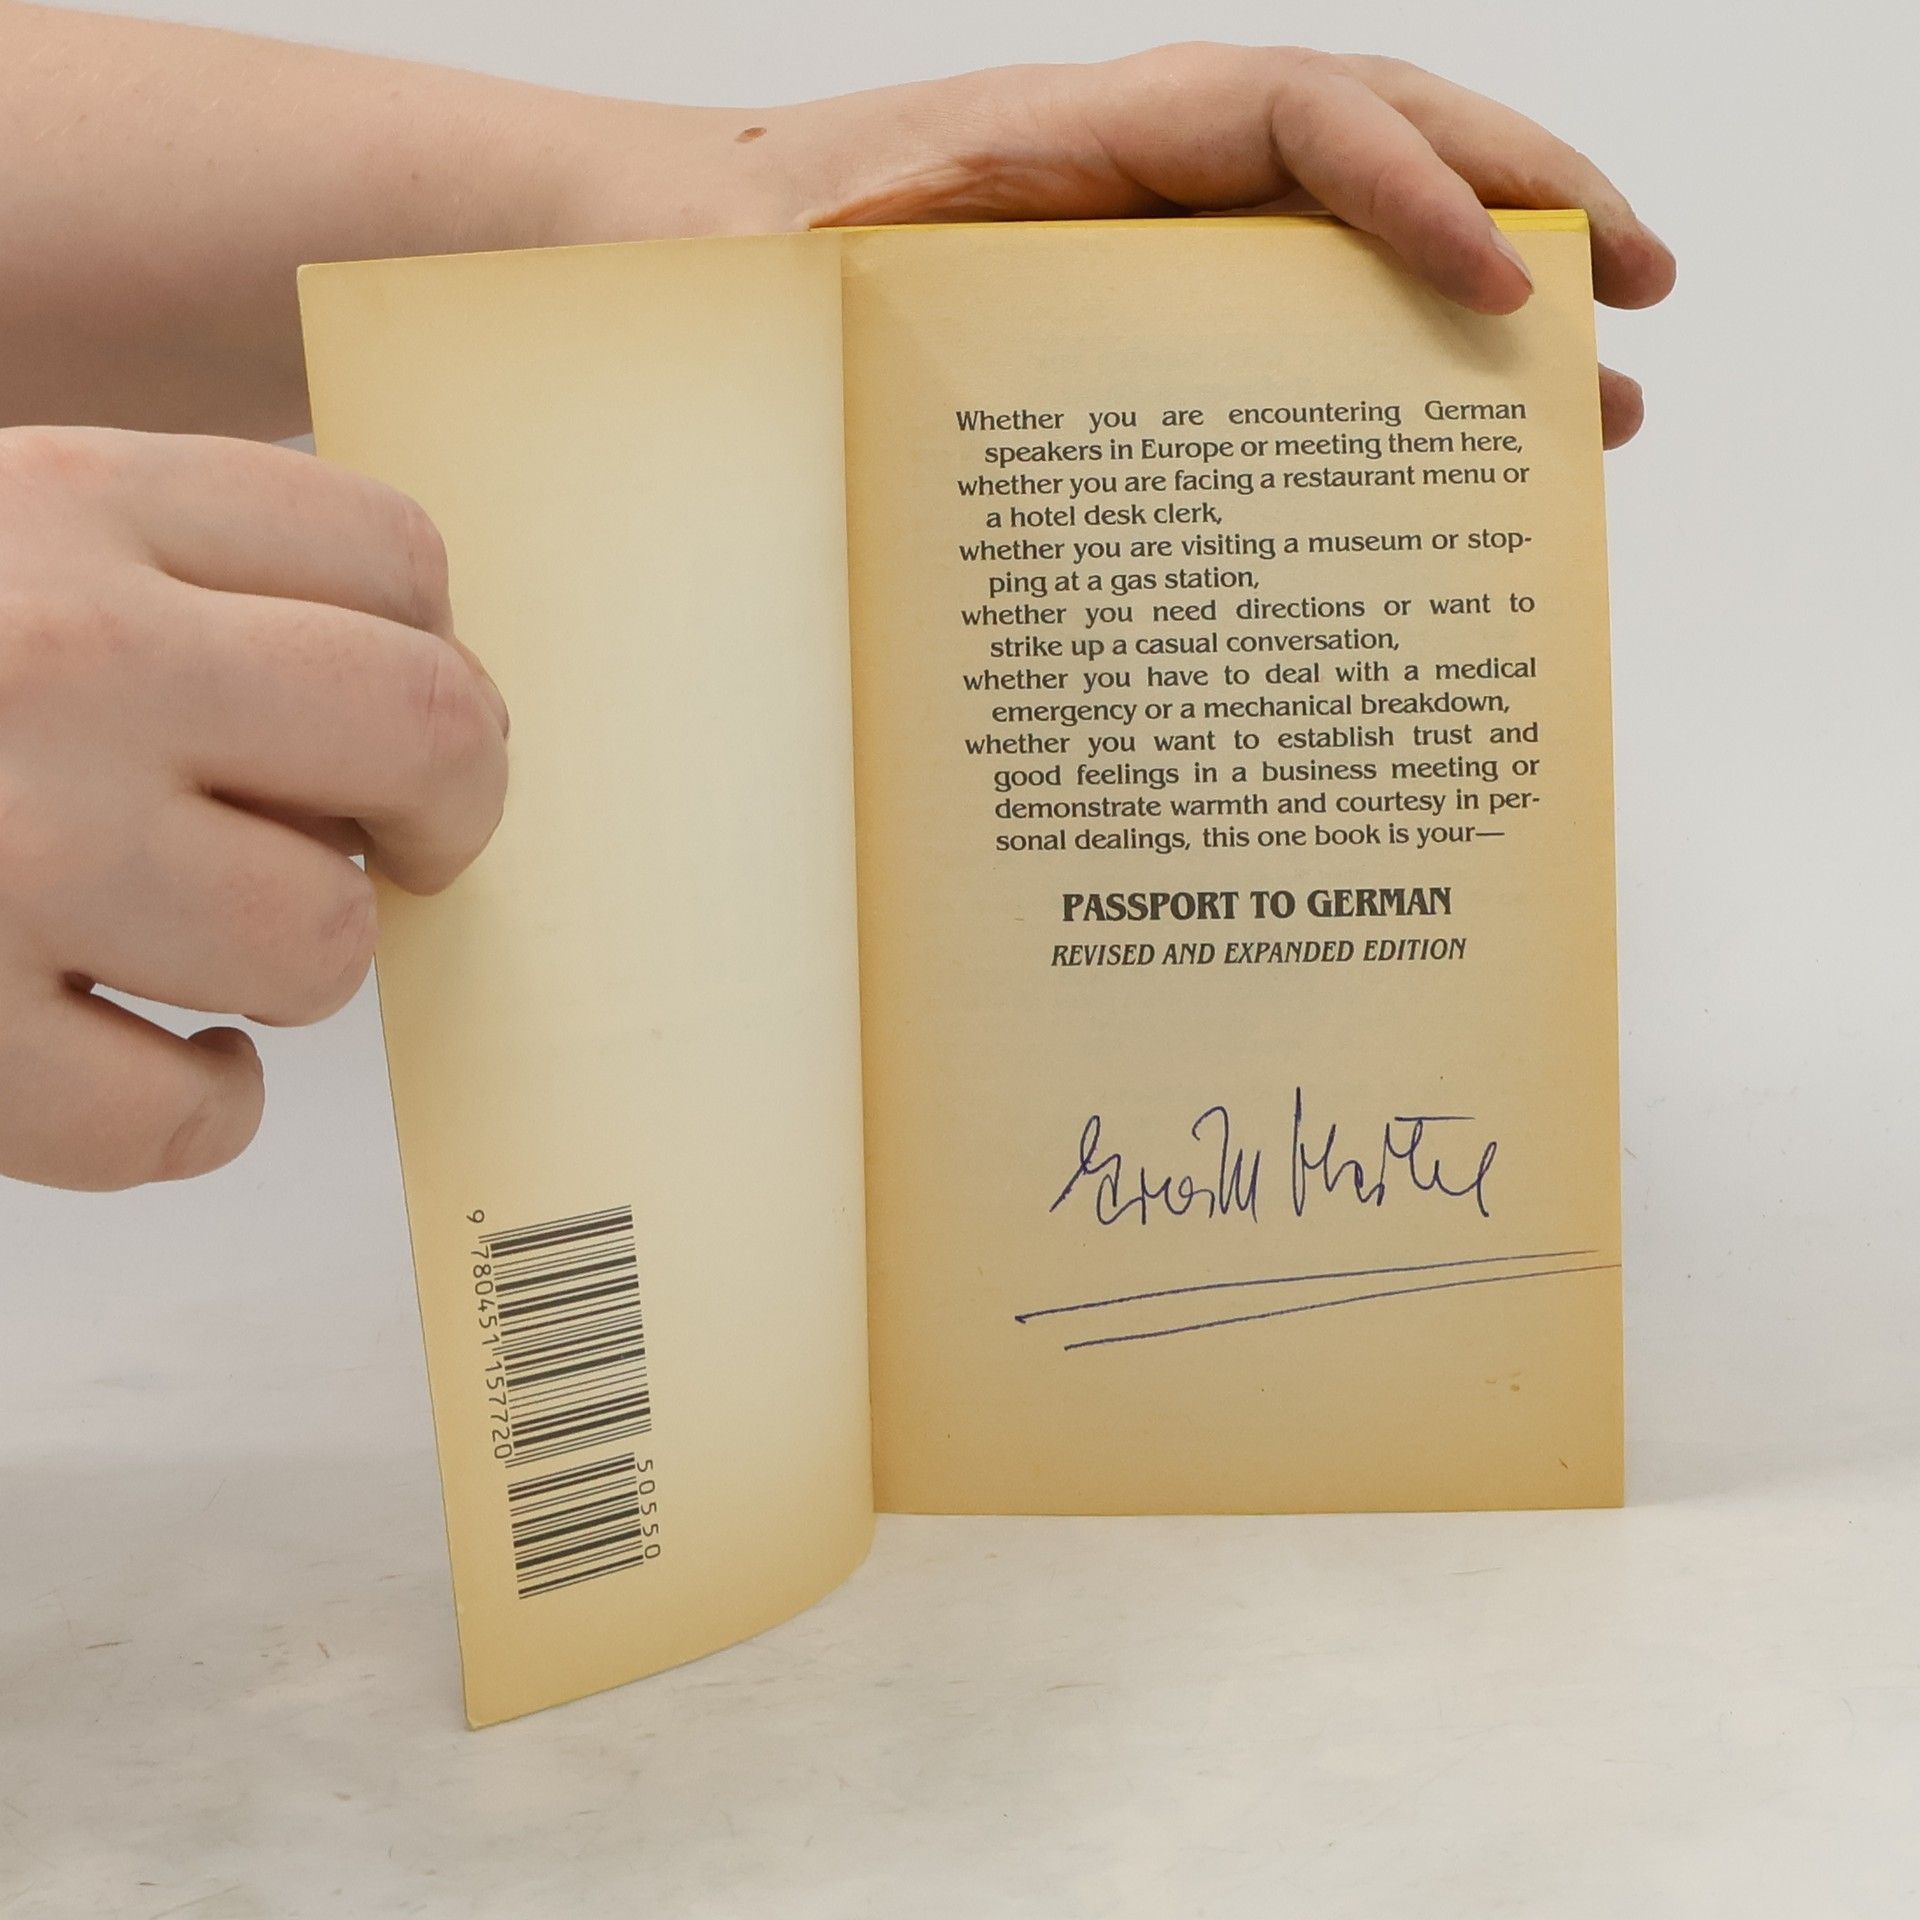 9 780451 157720
50550
Whether you are encountering German
speakers in Europe or meeting them here,
whether you are facing a restaurant menu or
a hotel desk clerk,
whether you are visiting a museum or stop-
ping at a gas station,
whether you need directions or want to
strike up a casual conversation,
whether you have to deal with a medical
emergency or a mechanical breakdown,
whether you want to establish trust and
good feelings in a business meeting or
demonstrate warmth and courtesy in per-
sonal dealings, this one book is your—
PASSPORT TO GERMAN
REVISED AND EXPANDED EDITION